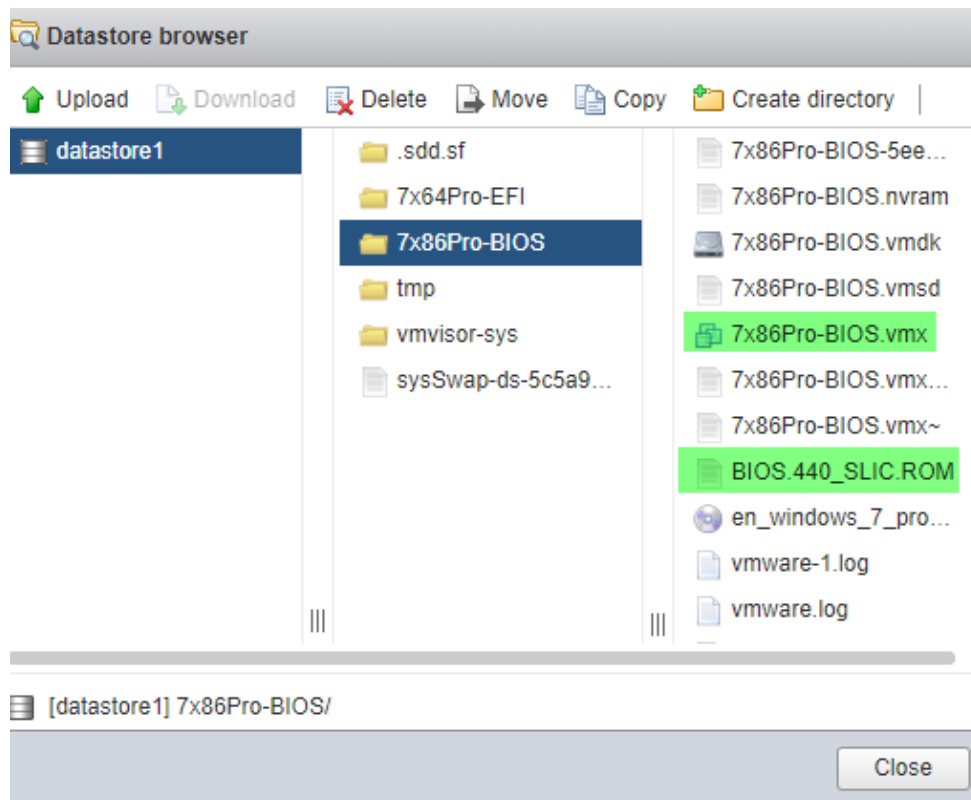 Datastore browser
Upload Download Delete Move Copy Create directory
datastore1
.sdd.sf
7x64Pro-EFI
7x86Pro-BIOS
tmp
vmvisor-sys
sysSwap-ds-5c5a9...
7x86Pro-BIOS-5ee...
7x86Pro-BIOS.nvram
7x86Pro-BIOS.vmdk
7x86Pro-BIOS.vmsd
7x86Pro-BIOS.vmx
7x86Pro-BIOS.vmx...
7x86Pro-BIOS.vmx~
BIOS.440_SLIC.ROM
en_windows_7_pro...
vmware-1.log
vmware.log
[datastore1] 7x86Pro-BIOS/
Close